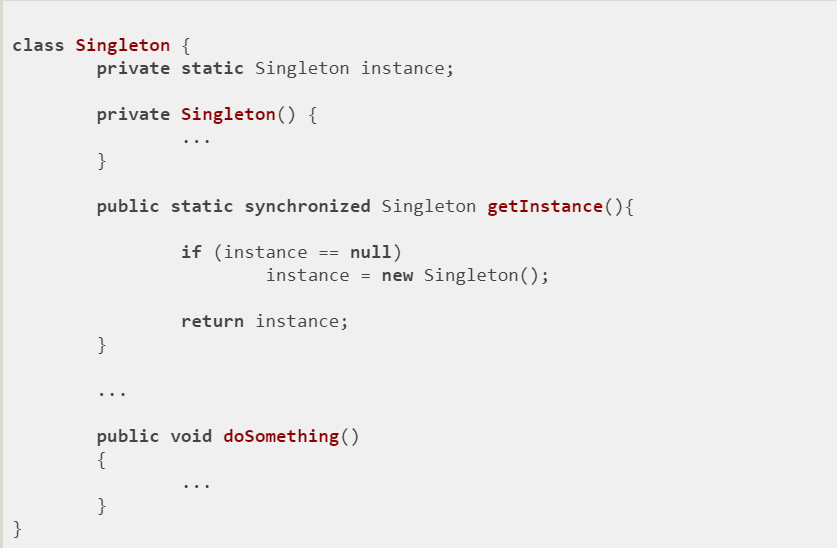 class Singleton {
private static Singleton instance;
private Singleton() {
...
}
public static synchronized Singleton getInstance(){
if (instance == null)
instance = new Singleton();
return instance;
}
...
public void doSomething()
{
...
}
}